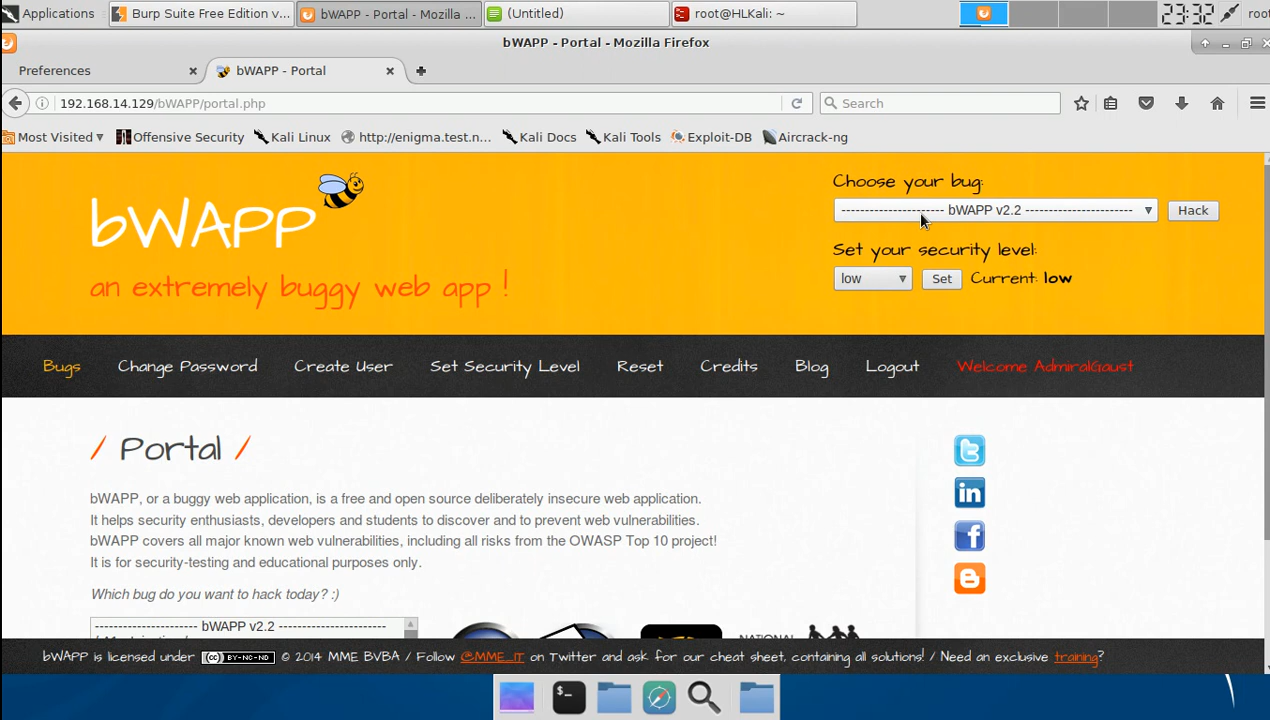 Applications
Burp Suite Free Edition v...
bWAPP - Portal - Mozilla ...
(Untitled)
root@HLKali: ~
23:32
root
bWAPP - Portal - Mozilla Firefox
Preferences
bWAPP - Portal
192.168.14.129/bWAPP/portal.php
Search
Most Visited
Offensive Security
Kali Linux
http://enigma.test.n...
Kali Docs
Kali Tools
Exploit-DB
Aircrack-ng
bWAPP
an extremely buggy web app !
Choose your bug:
---------------------- bWAPP v2.2 -----------------------
Hack
Set your security level:
low
Set
Current: low
Bugs
Change Password
Create User
Set Security Level
Reset
Credits
Blog
Logout
Welcome AdmiralGaust
/ Portal /
bWAPP, or a buggy web application, is a free and open source deliberately insecure web application.
It helps security enthusiasts, developers and students to discover and to prevent web vulnerabilities.
bWAPP covers all major known web vulnerabilities, including all risks from the OWASP Top 10 project!
It is for security-testing and educational purposes only.
Which bug do you want to hack today? :)
---------------------- bWAPP v2.2 -----------------------
NATIONAL
bWAPP is licensed under CC BY-NC-ND © 2014 MME BVBA / Follow @MME_IT on Twitter and ask for our cheat sheet, containing all solutions! / Need an exclusive training?